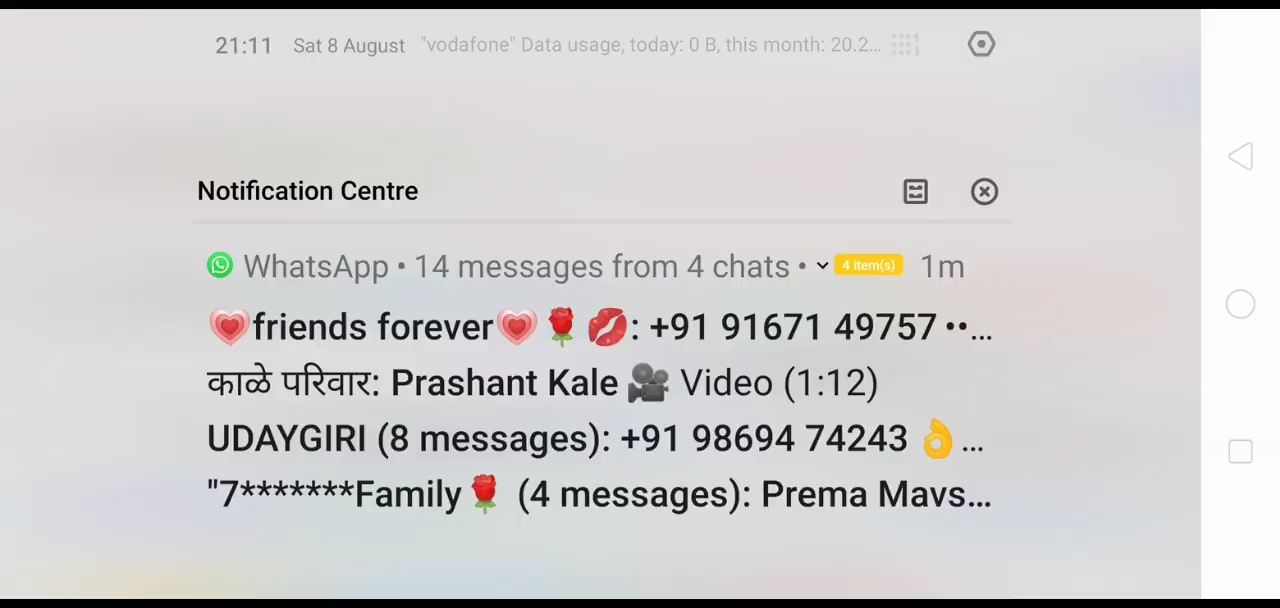 21:11 Sat 8 August "vodafone" Data usage, today: 0 B, this month: 20.2...
Notification Centre
WhatsApp • 14 messages from 4 chats • 4 item(s) 1m
💗friends forever💗🌹💋: +91 91671 49757 ••...
काळे परिवार: Prashant Kale 🎥 Video (1:12)
UDAYGIRI (8 messages): +91 98694 74243 👌...
"7*******Family🌹 (4 messages): Prema Mavs...